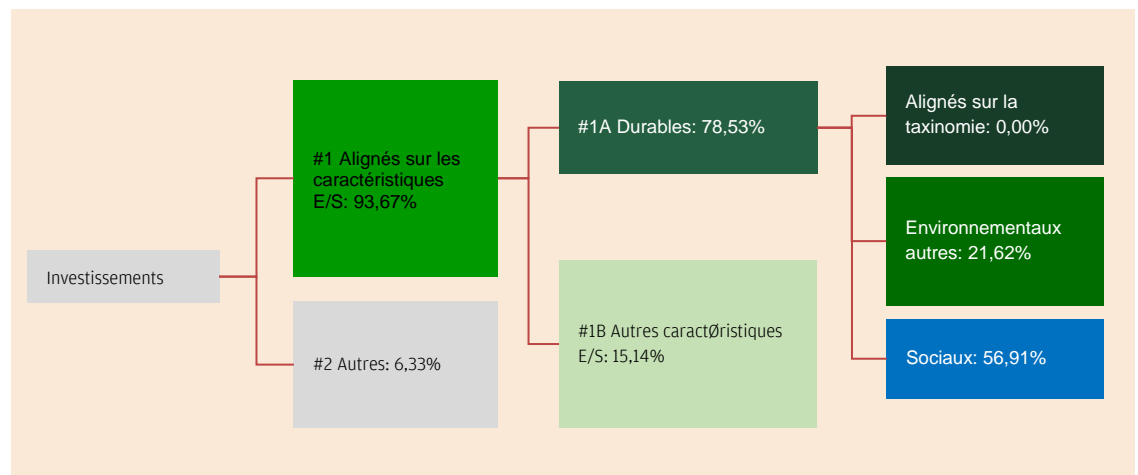 Investissements
#1 Alignés sur les
caractéristiques
E/S: 93,67%
#2 Autres: 6,33%
#1A Durables: 78,53%
#1B Autres caractØristiques
E/S: 15,14%
Alignés sur la
taxinomie: 0,00%
Environnementaux
autres: 21,62%
Sociaux: 56,91%